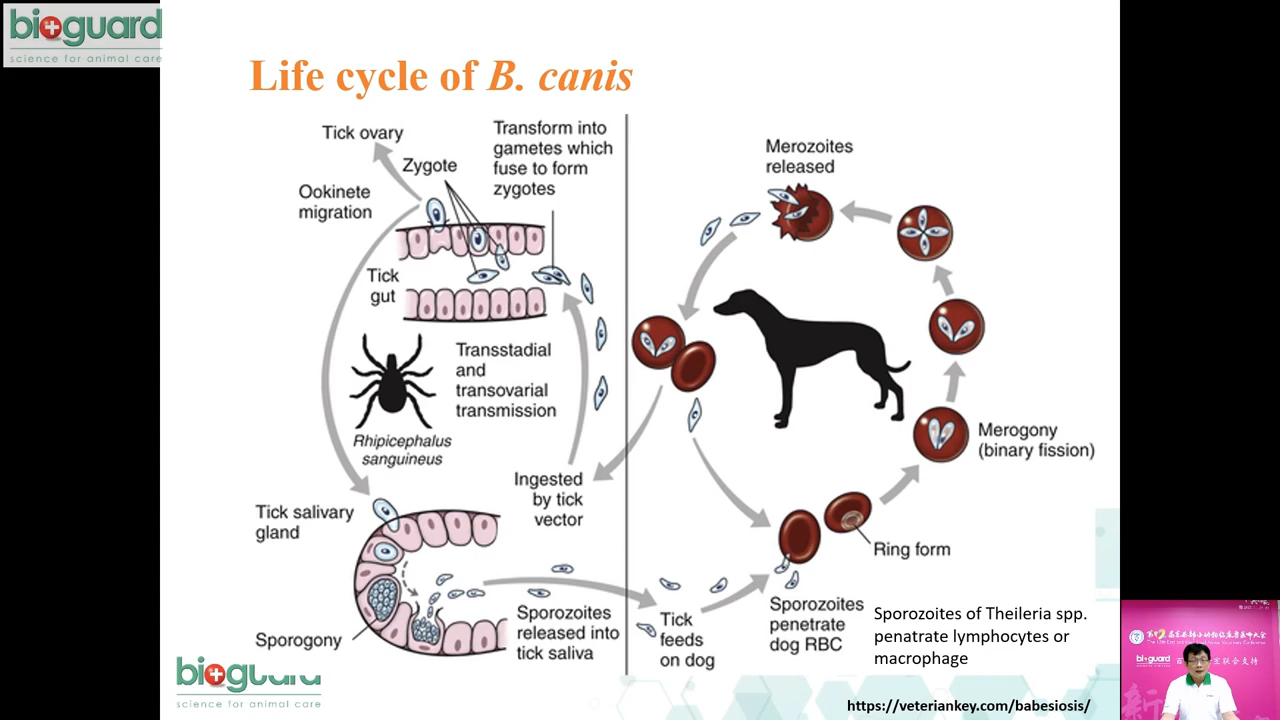 bioguard
science for animal care
Life cycle of B. canis
Tick ovary
Transform into
gametes which
fuse to form
zygotes
Zygote
Ookinete
migration
Tick
gut
Transstadial
and
transovarial
transmission
Rhipicephalus
sanguineus
Ingested
by tick
vector
Tick salivary
gland
Sporogony
Sporozoites
released into
tick saliva
Merozoites
released
Merogony
(binary fission)
Ring form
Tick
feeds
on dog
Sporozoites
penetrate
dog RBC
Sporozoites of Theileria spp.
penatrate lymphocytes or
macrophage
bioguard
science for animal care
https://veteriankey.com/babesiosis/
bioguard